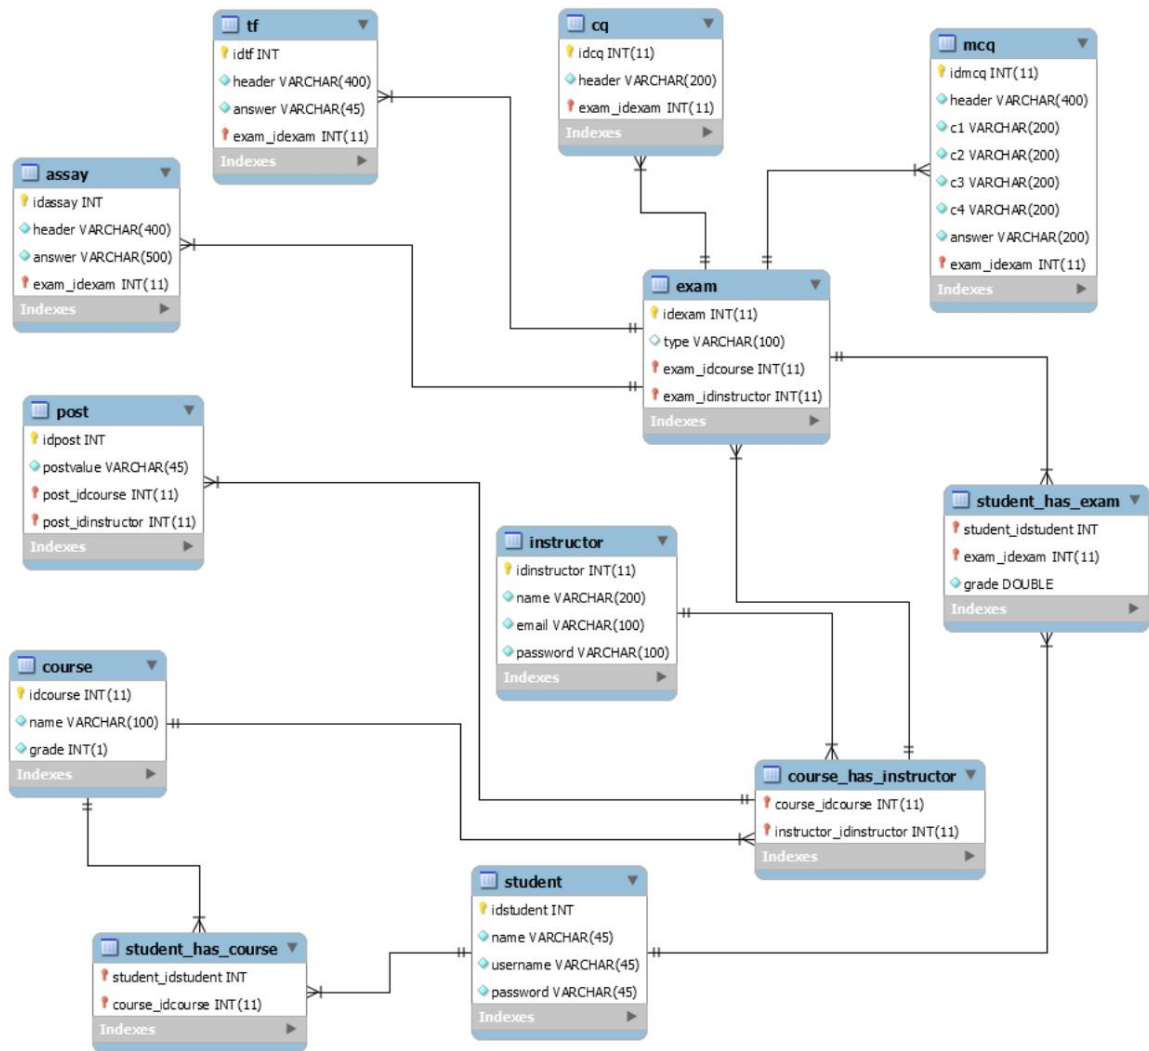 tf
idtf INT
header VARCHAR(400)
answer VARCHAR(45)
exam_idexam INT(11)
Indexes
cq
idcq INT(11)
header VARCHAR(200)
exam_idexam INT(11)
Indexes
mcq
idmcq INT(11)
header VARCHAR(400)
c1 VARCHAR(200)
c2 VARCHAR(200)
c3 VARCHAR(200)
c4 VARCHAR(200)
answer VARCHAR(200)
exam_idexam INT(11)
Indexes
assay
idassay INT
header VARCHAR(400)
answer VARCHAR(500)
exam_idexam INT(11)
Indexes
exam
idexam INT(11)
type VARCHAR(100)
exam_idcourse INT(11)
exam_idinstructor INT(11)
Indexes
post
idpost INT
postvalue VARCHAR(45)
post_idcourse INT(11)
post_idinstructor INT(11)
Indexes
student_has_exam
student_idstudent INT
exam_idexam INT(11)
grade DOUBLE
Indexes
instructor
idinstructor INT(11)
name VARCHAR(200)
email VARCHAR(100)
password VARCHAR(100)
Indexes
course
idcourse INT(11)
name VARCHAR(100)
grade INT(1)
Indexes
course_has_instructor
course_idcourse INT(11)
instructor_idinstructor INT(11)
Indexes
student
idstudent INT
name VARCHAR(45)
username VARCHAR(45)
password VARCHAR(45)
Indexes
student_has_course
student_idstudent INT
course_idcourse INT(11)
Indexes